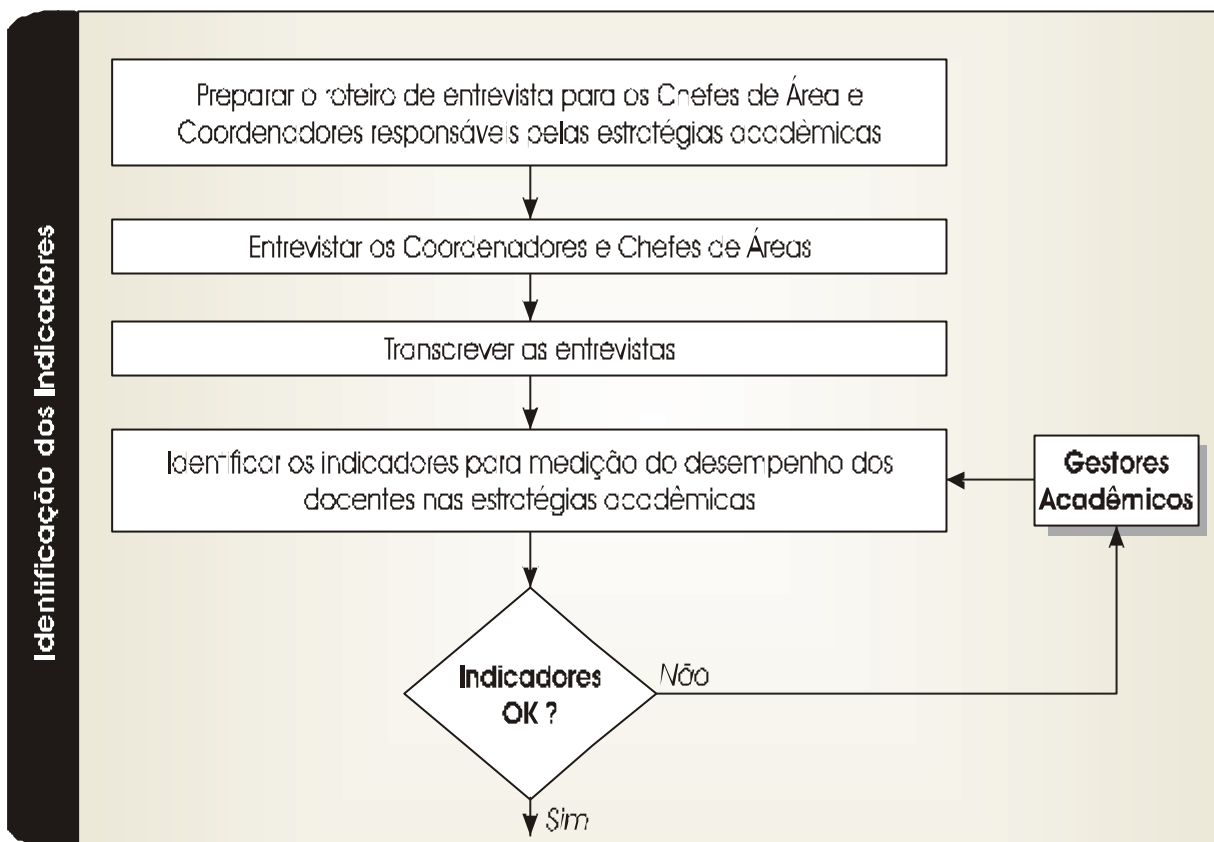 Identificação dos Indicadores
Preparar o roteiro de entrevista para os Chefes de Área e
Coordenadores responsáveis pelas estratégias acadêmicas
Entrevistar os Coordenadores e Chefes de Áreas
Transcrever as entrevistas
Identificar os indicadores para medição do desempenho dos
docentes nas estratégias acadêmicas
Gestores
Acadêmicos
Indicadores
OK ?
Não
Sim